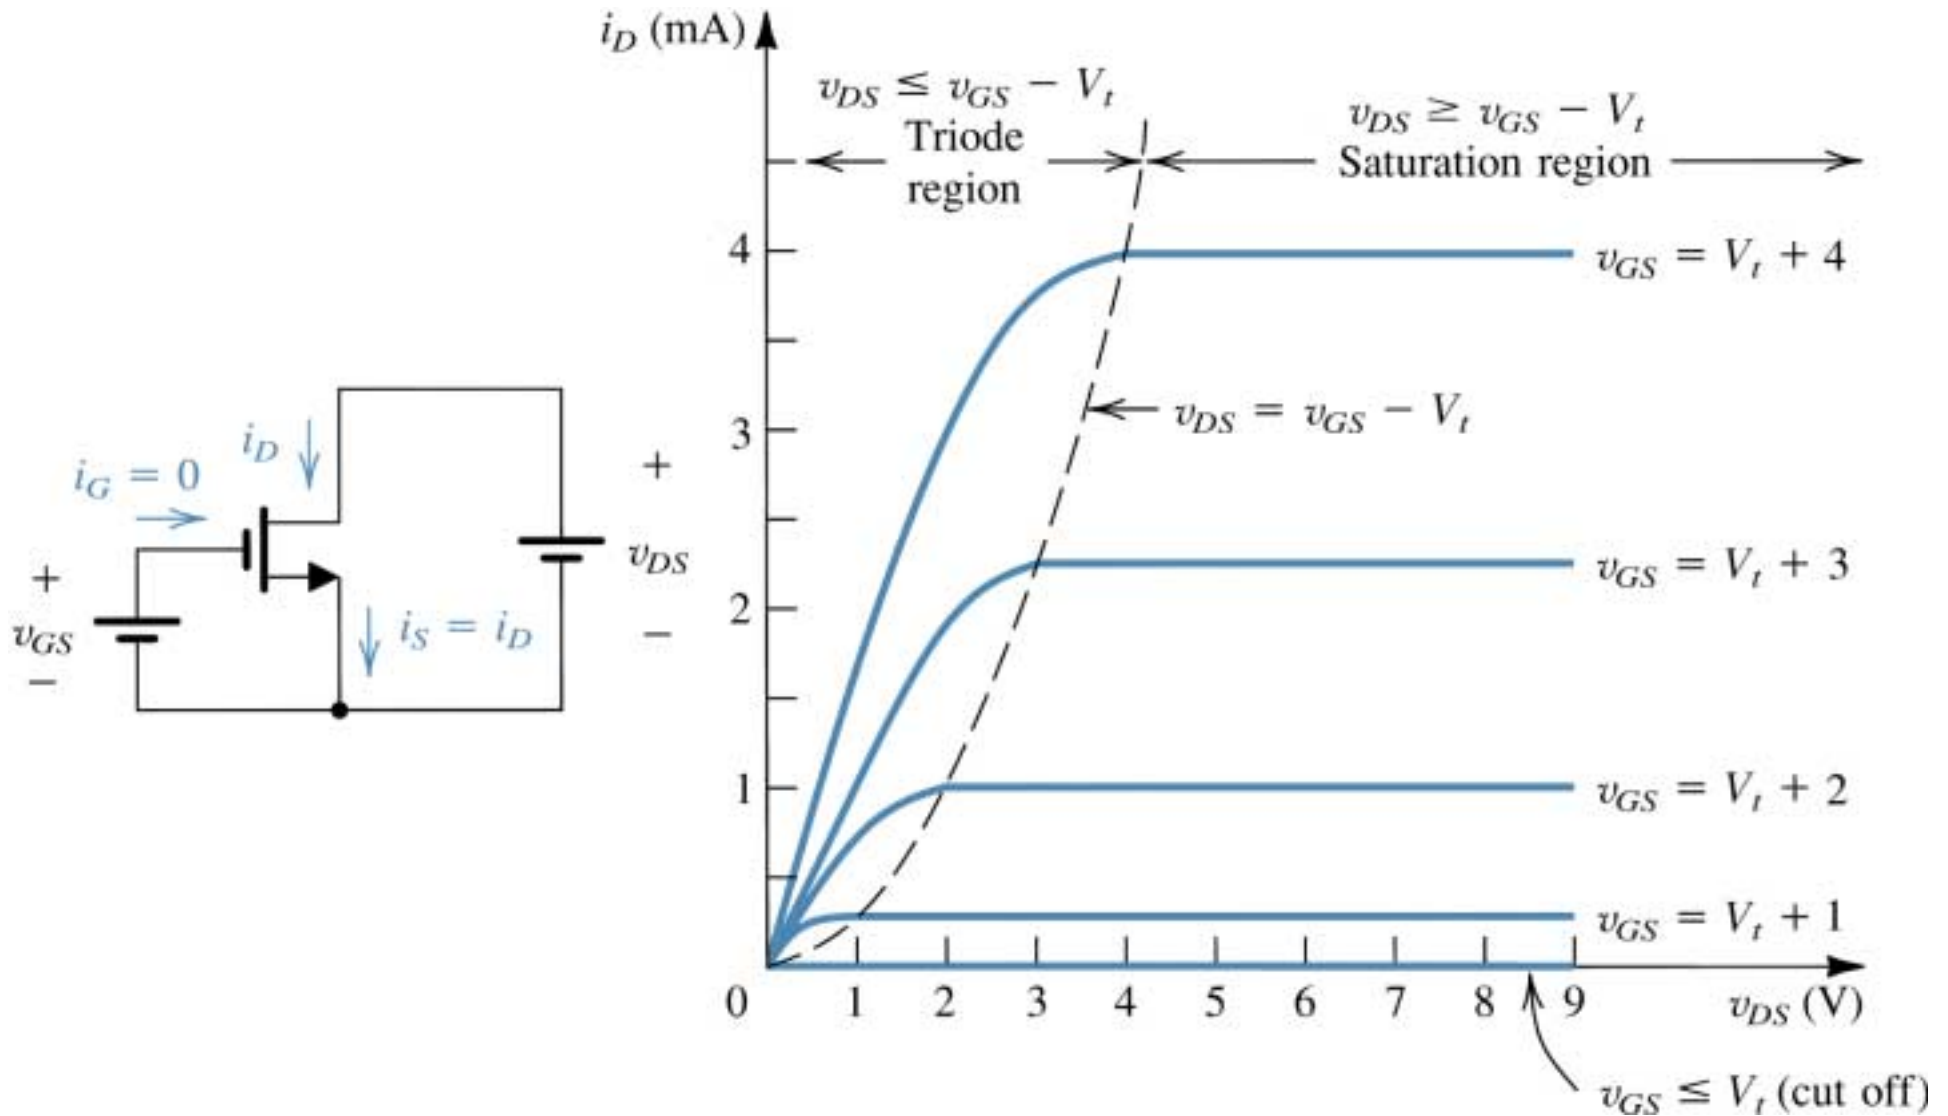 i_D (mA)
v_DS ≤ v_GS − V_t
Triode
region
v_DS ≥ v_GS − V_t
Saturation region
4
v_GS = V_t + 4
3
v_DS = v_GS − V_t
i_D
i_G = 0
+
+
v_DS
−
+
v_GS
−
i_S = i_D
v_GS = V_t + 3
2
1
v_GS = V_t + 2
v_GS = V_t + 1
0 1 2 3 4 5 6 7 8 9 v_DS (V)
v_GS ≤ V_t (cut off)